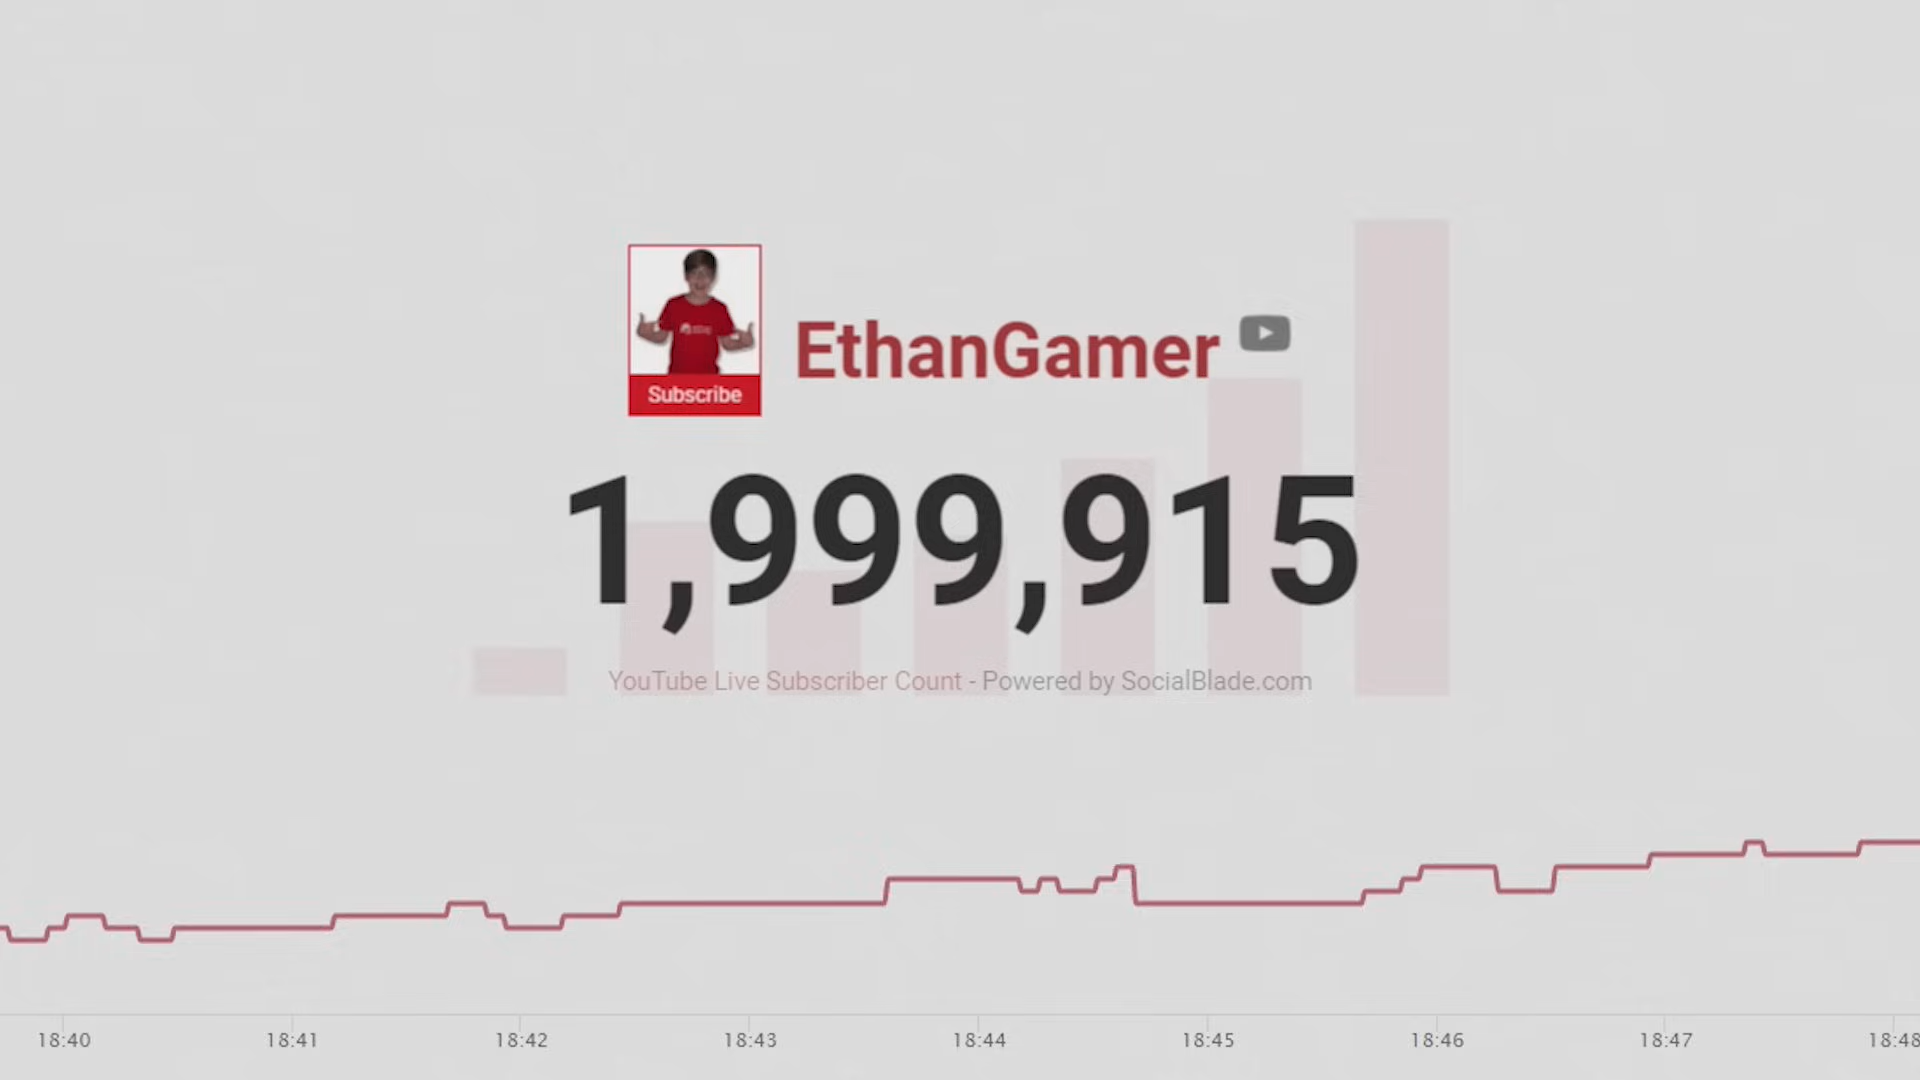 EthanGamer
Subscribe
1,999,915
YouTube Live Subscriber Count - Powered by SocialBlade.com
18:40 18:41 18:42 18:43 18:44 18:45 18:46 18:47 18:48